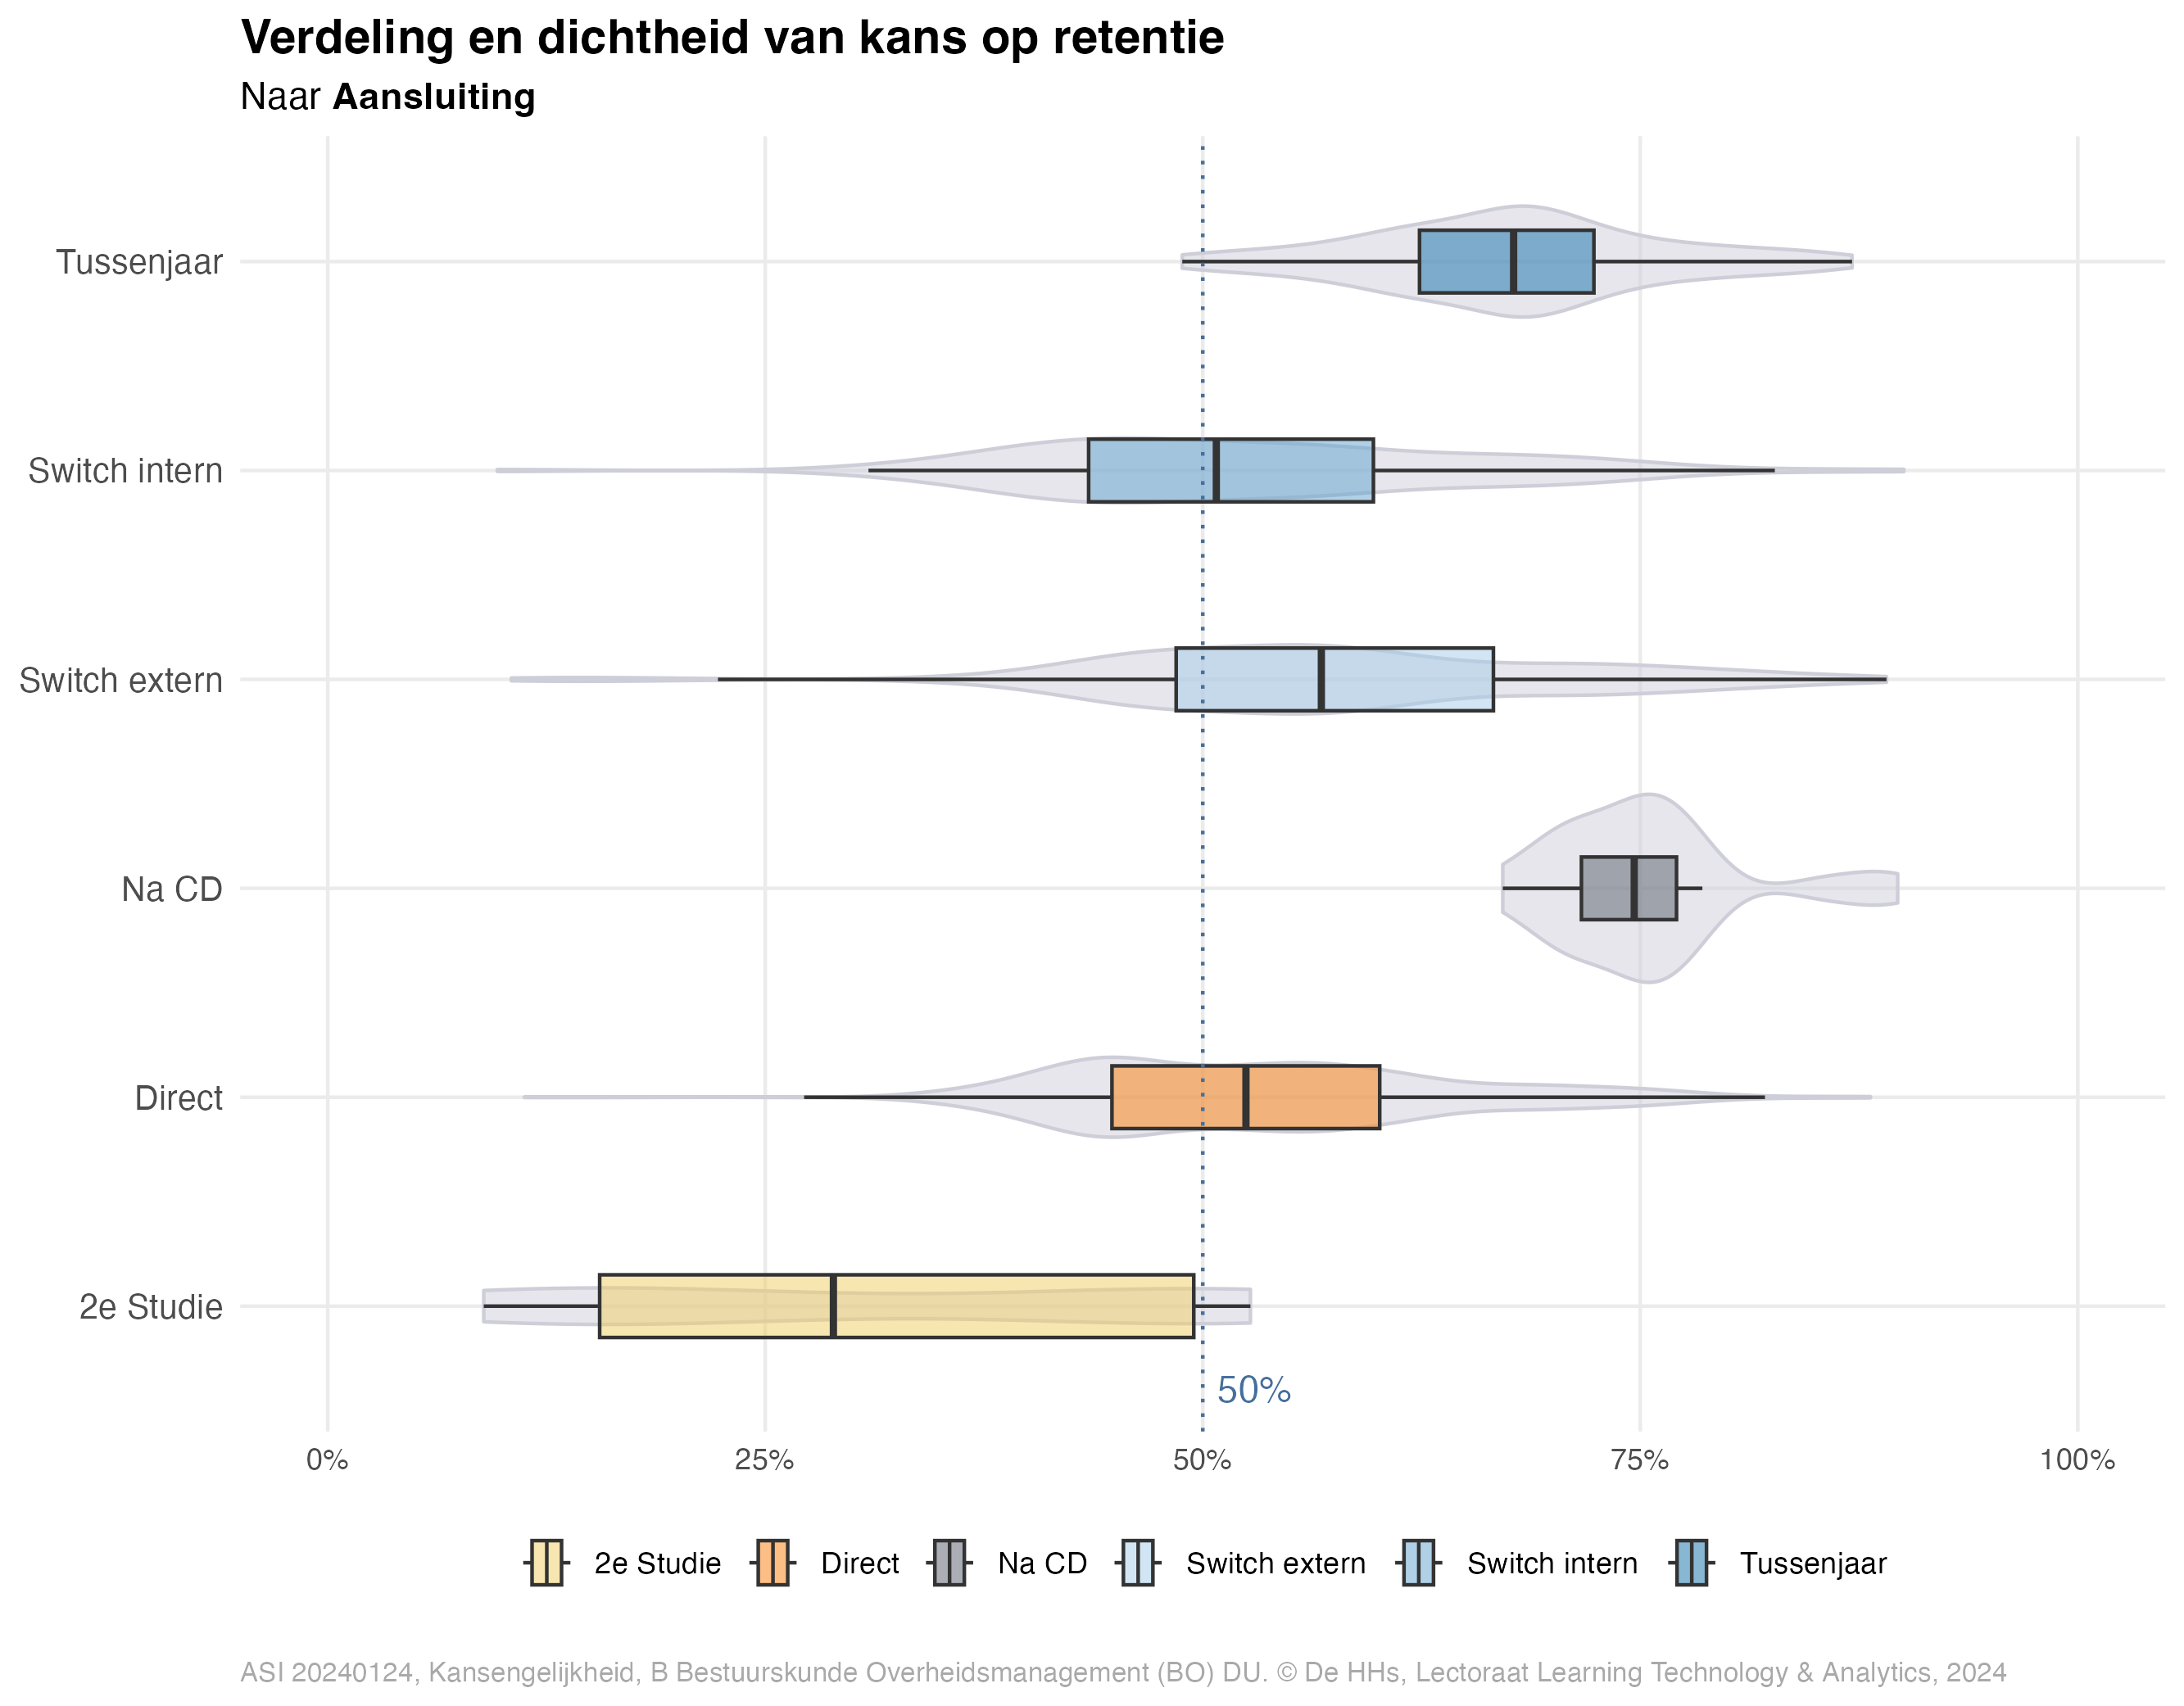 Verdeling en dichtheid van kans op retentie
Naar Aansluiting
Tussenjaar
Switch intern
Switch extern
Na CD
Direct
2e Studie
50%
0% 25% 50% 75% 100%
2e Studie Direct Na CD Switch extern Switch intern Tussenjaar
ASI 20240124, Kansengelijkheid, B Bestuurskunde Overheidsmanagement (BO) DU. © De HHs, Lectoraat Learning Technology & Analytics, 2024